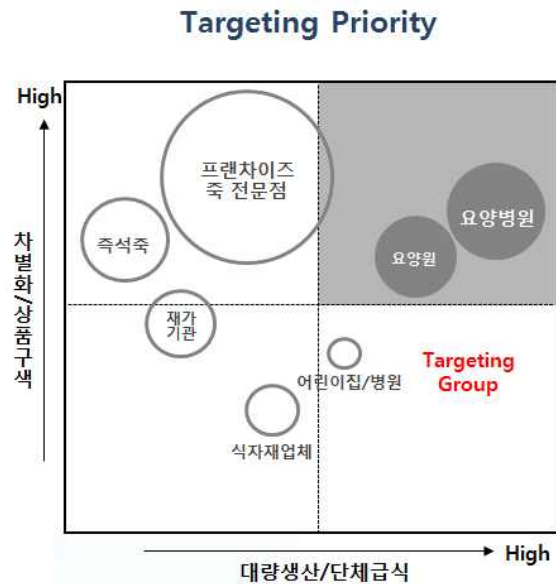 Targeting Priority
High
차별화/상품구색
프랜차이즈
죽 전문점
즉석죽
요양병원
요양원
재가
기관
어린이집/병원
식자재업체
Targeting
Group
High
대량생산/단체급식